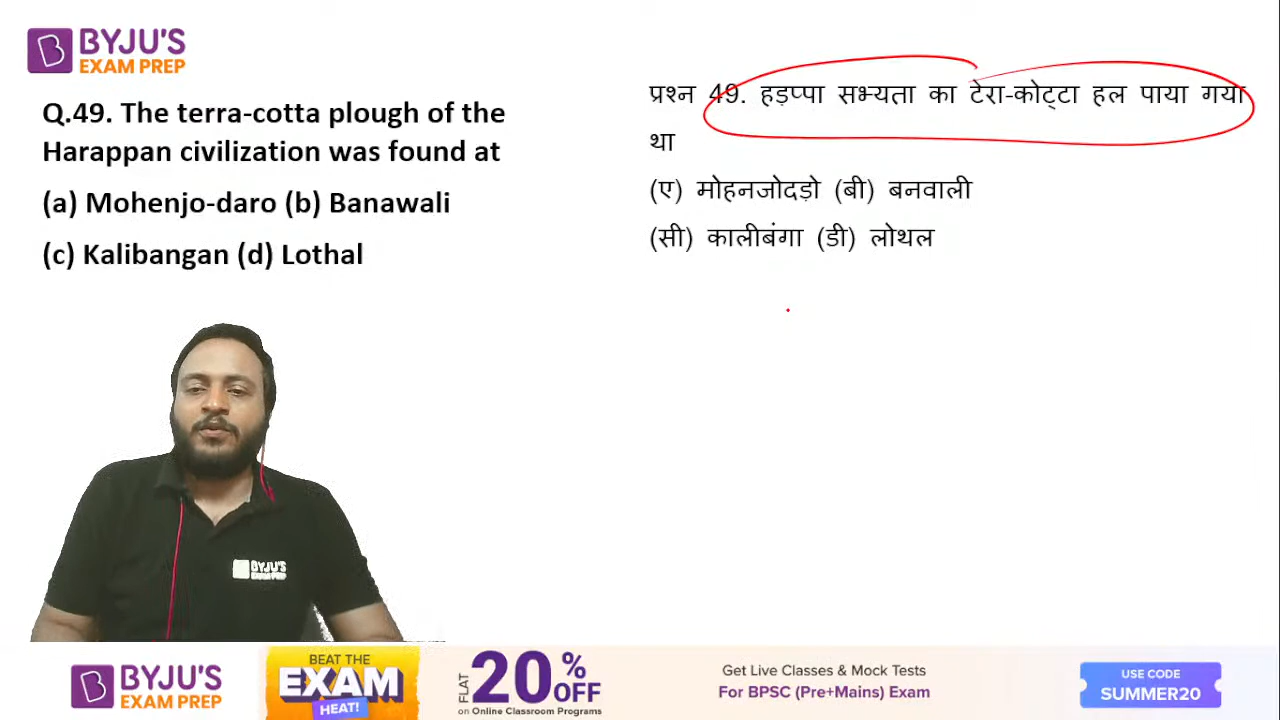 BYJU'S
EXAM PREP
Q.49. The terra-cotta plough of the
Harappan civilization was found at
(a) Mohenjo-daro (b) Banawali
(c) Kalibangan (d) Lothal
प्रश्न 49. हड़प्पा सभ्यता का टेरा-कोट्टा हल पाया गया
था
(ए) मोहनजोदड़ो (बी) बनवाली
(सी) कालीबंगा (डी) लोथल
BYJU'S
EXAM PREP
BYJU'S
EXAM PREP
BEAT THE
EXAM
HEAT!
FLAT 20% OFF
on Online Classroom Programs
Get Live Classes & Mock Tests
For BPSC (Pre+Mains) Exam
USE CODE
SUMMER20